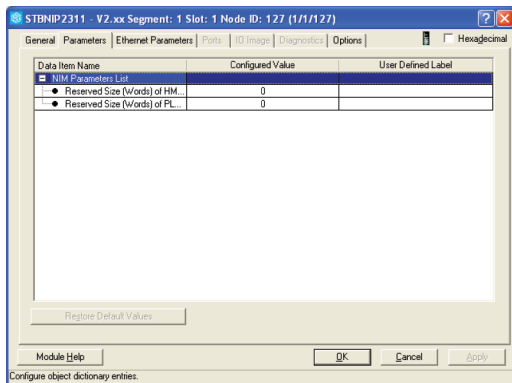 STBNIP2311 - V2.xx Segment: 1 Slot: 1 Node ID: 127 (1/1/127)
General Parameters Ethernet Parameters Ports IO Image Diagnostics Options Hexadecimal
Data Item Name Configured Value User Defined Label
NIM Parameters List
Reserved Size (Words) of HM... 0
Reserved Size (Words) of PL... 0
Restore Default Values
Module Help OK Cancel Apply
Configure object dictionary entries.